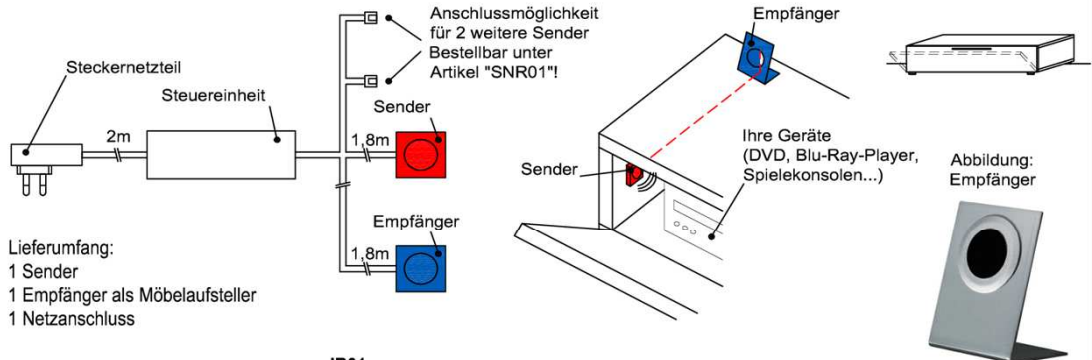 Anschlussmöglichkeit
für 2 weitere Sender
Bestellbar unter
Artikel "SNR01"!
Steckernetzteil
Steuereinheit
2m
Sender
1,8m
Empfänger
1,8m
Lieferumfang:
1 Sender
1 Empfänger als Möbelaufsteller
1 Netzanschluss
Empfänger
Sender
Ihre Geräte
(DVD, Blu-Ray-Player,
Spielekonsolen...)
Abbildung:
Empfänger